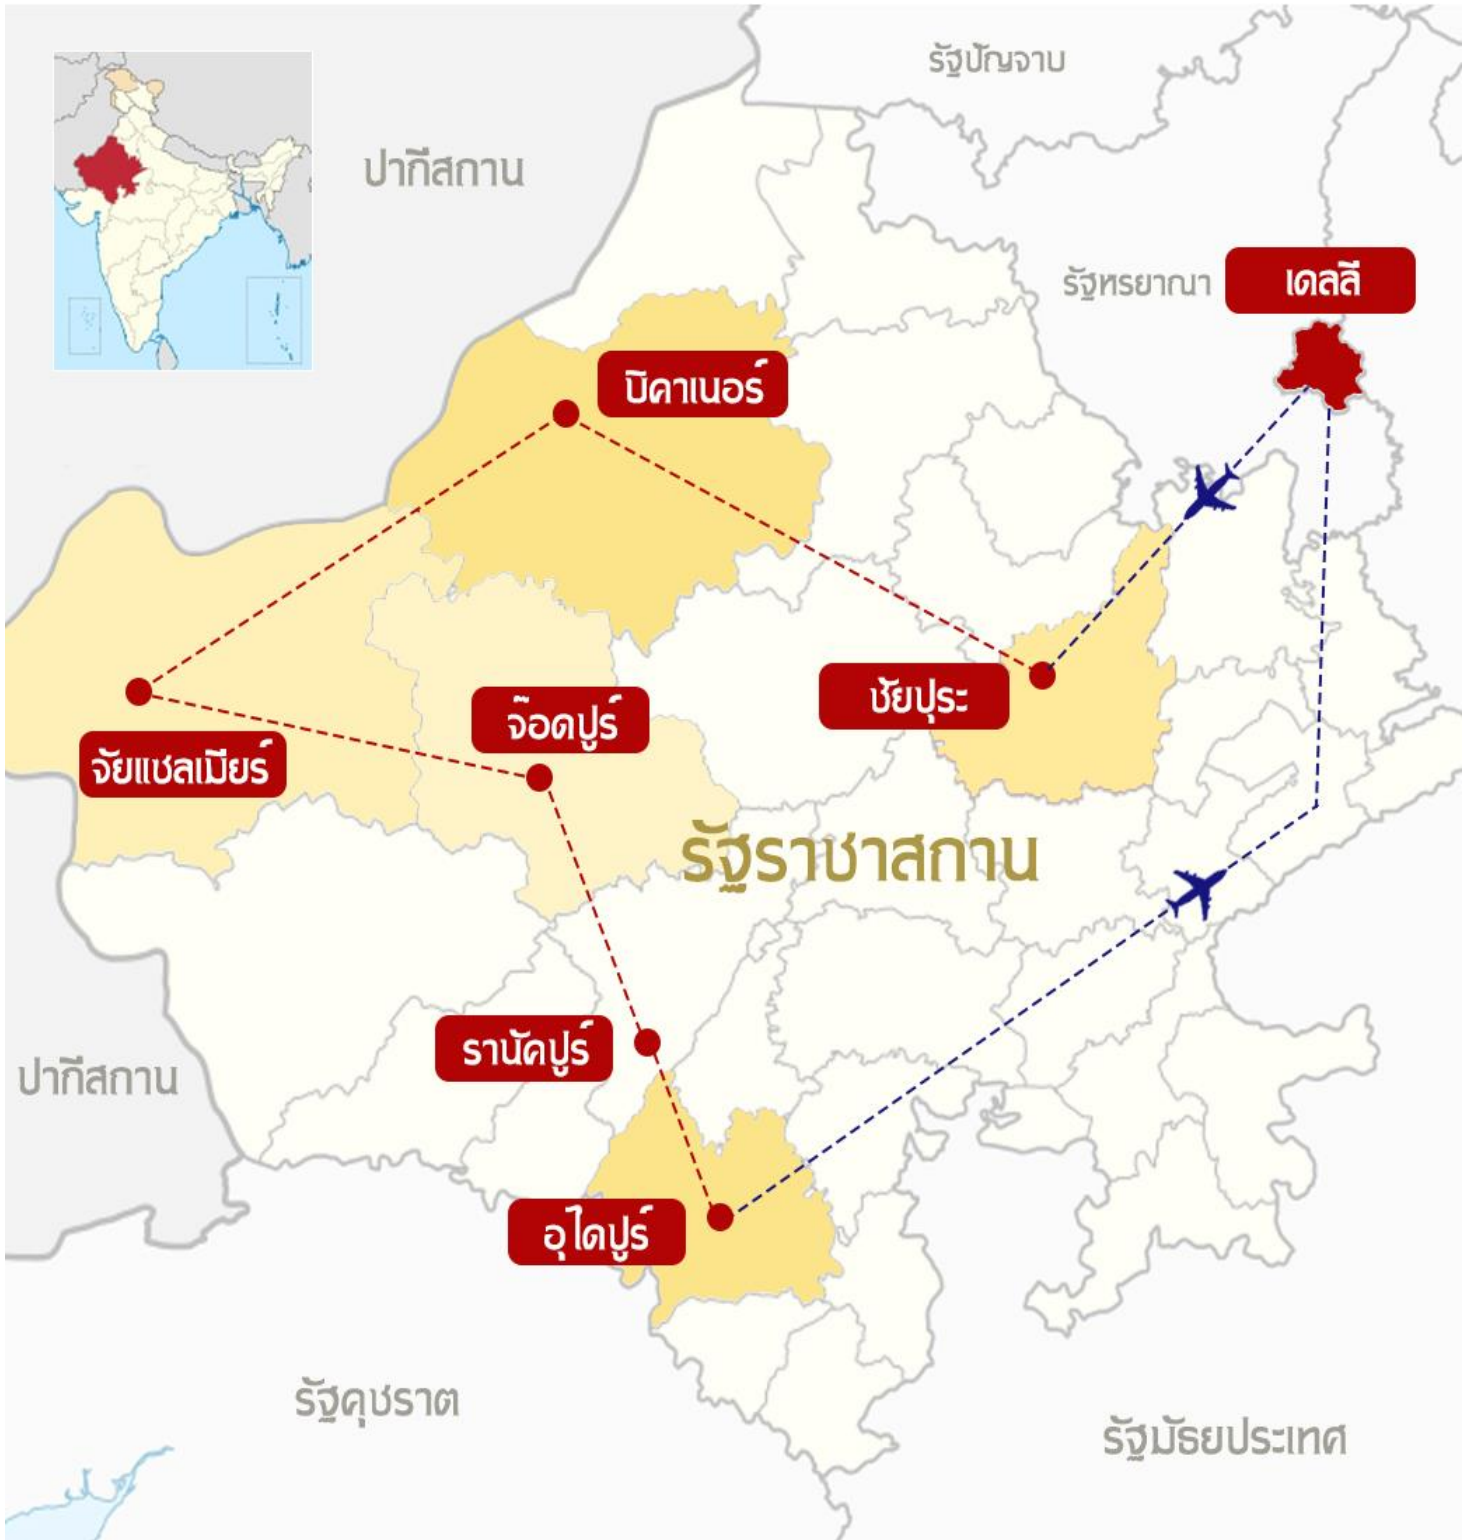 รัฐปัญจาบ
ปากีสถาน
รัฐหรยาณา
เดลลี
บิคาเนอร์
ชัยปุระ
จ๊อดปูร์
จัยแชลเมียร์
รัฐราชาสถาน
รานัคปูร์
ปากีสถาน
อุไดปูร์
รัฐคุชราต
รัฐมัธยประเทศ